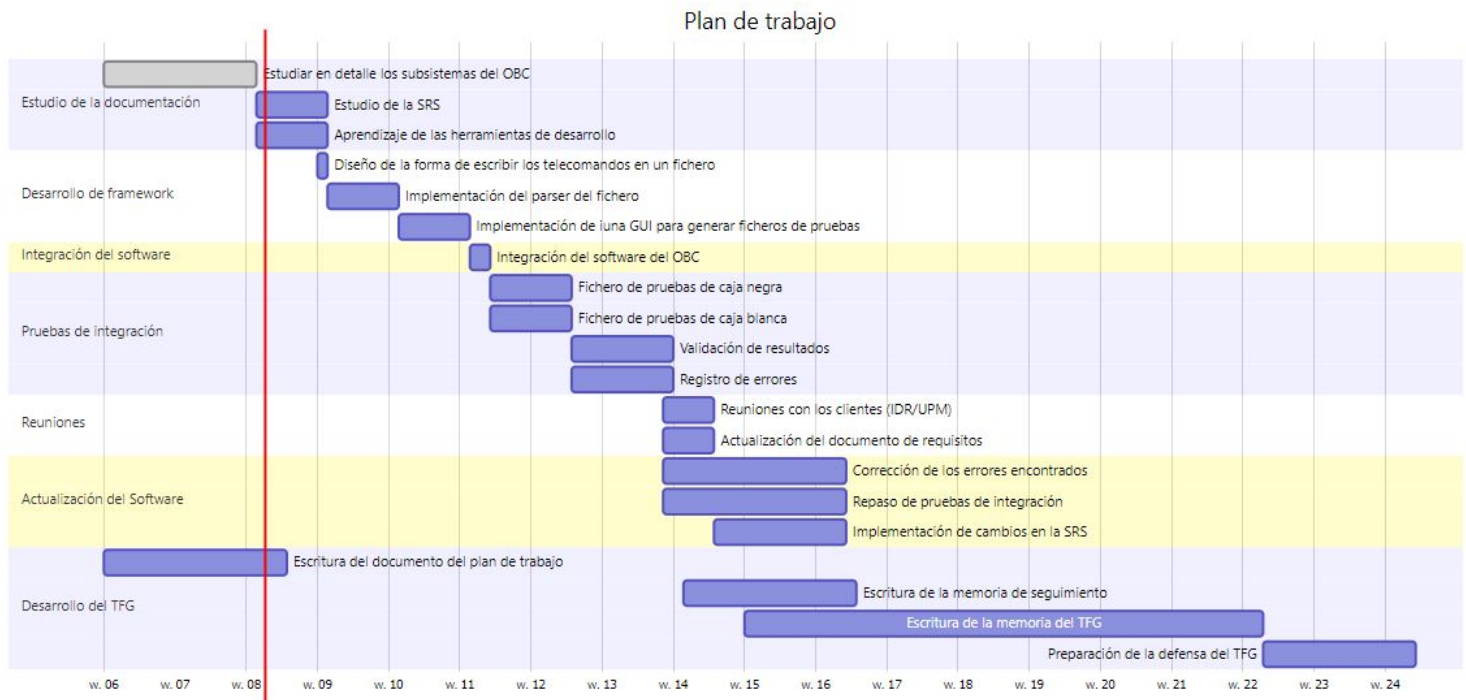 Plan de trabajo
Estudio de la documentación
Estudiar en detalle los subsistemas del OBC
Estudio de la SRS
Aprendizaje de las herramientas de desarrollo
Desarrollo de framework
Diseño de la forma de escribir los telecomandos en un fichero
Implementación del parser del fichero
Implementación de iuna GUI para generar ficheros de pruebas
Integración del software
Integración del software del OBC
Pruebas de integración
Fichero de pruebas de caja negra
Fichero de pruebas de caja blanca
Validación de resultados
Registro de errores
Reuniones
Reuniones con los clientes (IDR/UPM)
Actualización del documento de requisitos
Actualización del Software
Corrección de los errores encontrados
Repaso de pruebas de integración
Implementación de cambios en la SRS
Desarrollo del TFG
Escritura del documento del plan de trabajo
Escritura de la memoria de seguimiento
Escritura de la memoria del TFG
Preparación de la defensa del TFG
w. 06 w. 07 w. 08 w. 09 w. 10 w. 11 w. 12 w. 13 w. 14 w. 15 w. 16 w. 17 w. 18 w. 19 w. 20 w. 21 w. 22 w. 23 w. 24